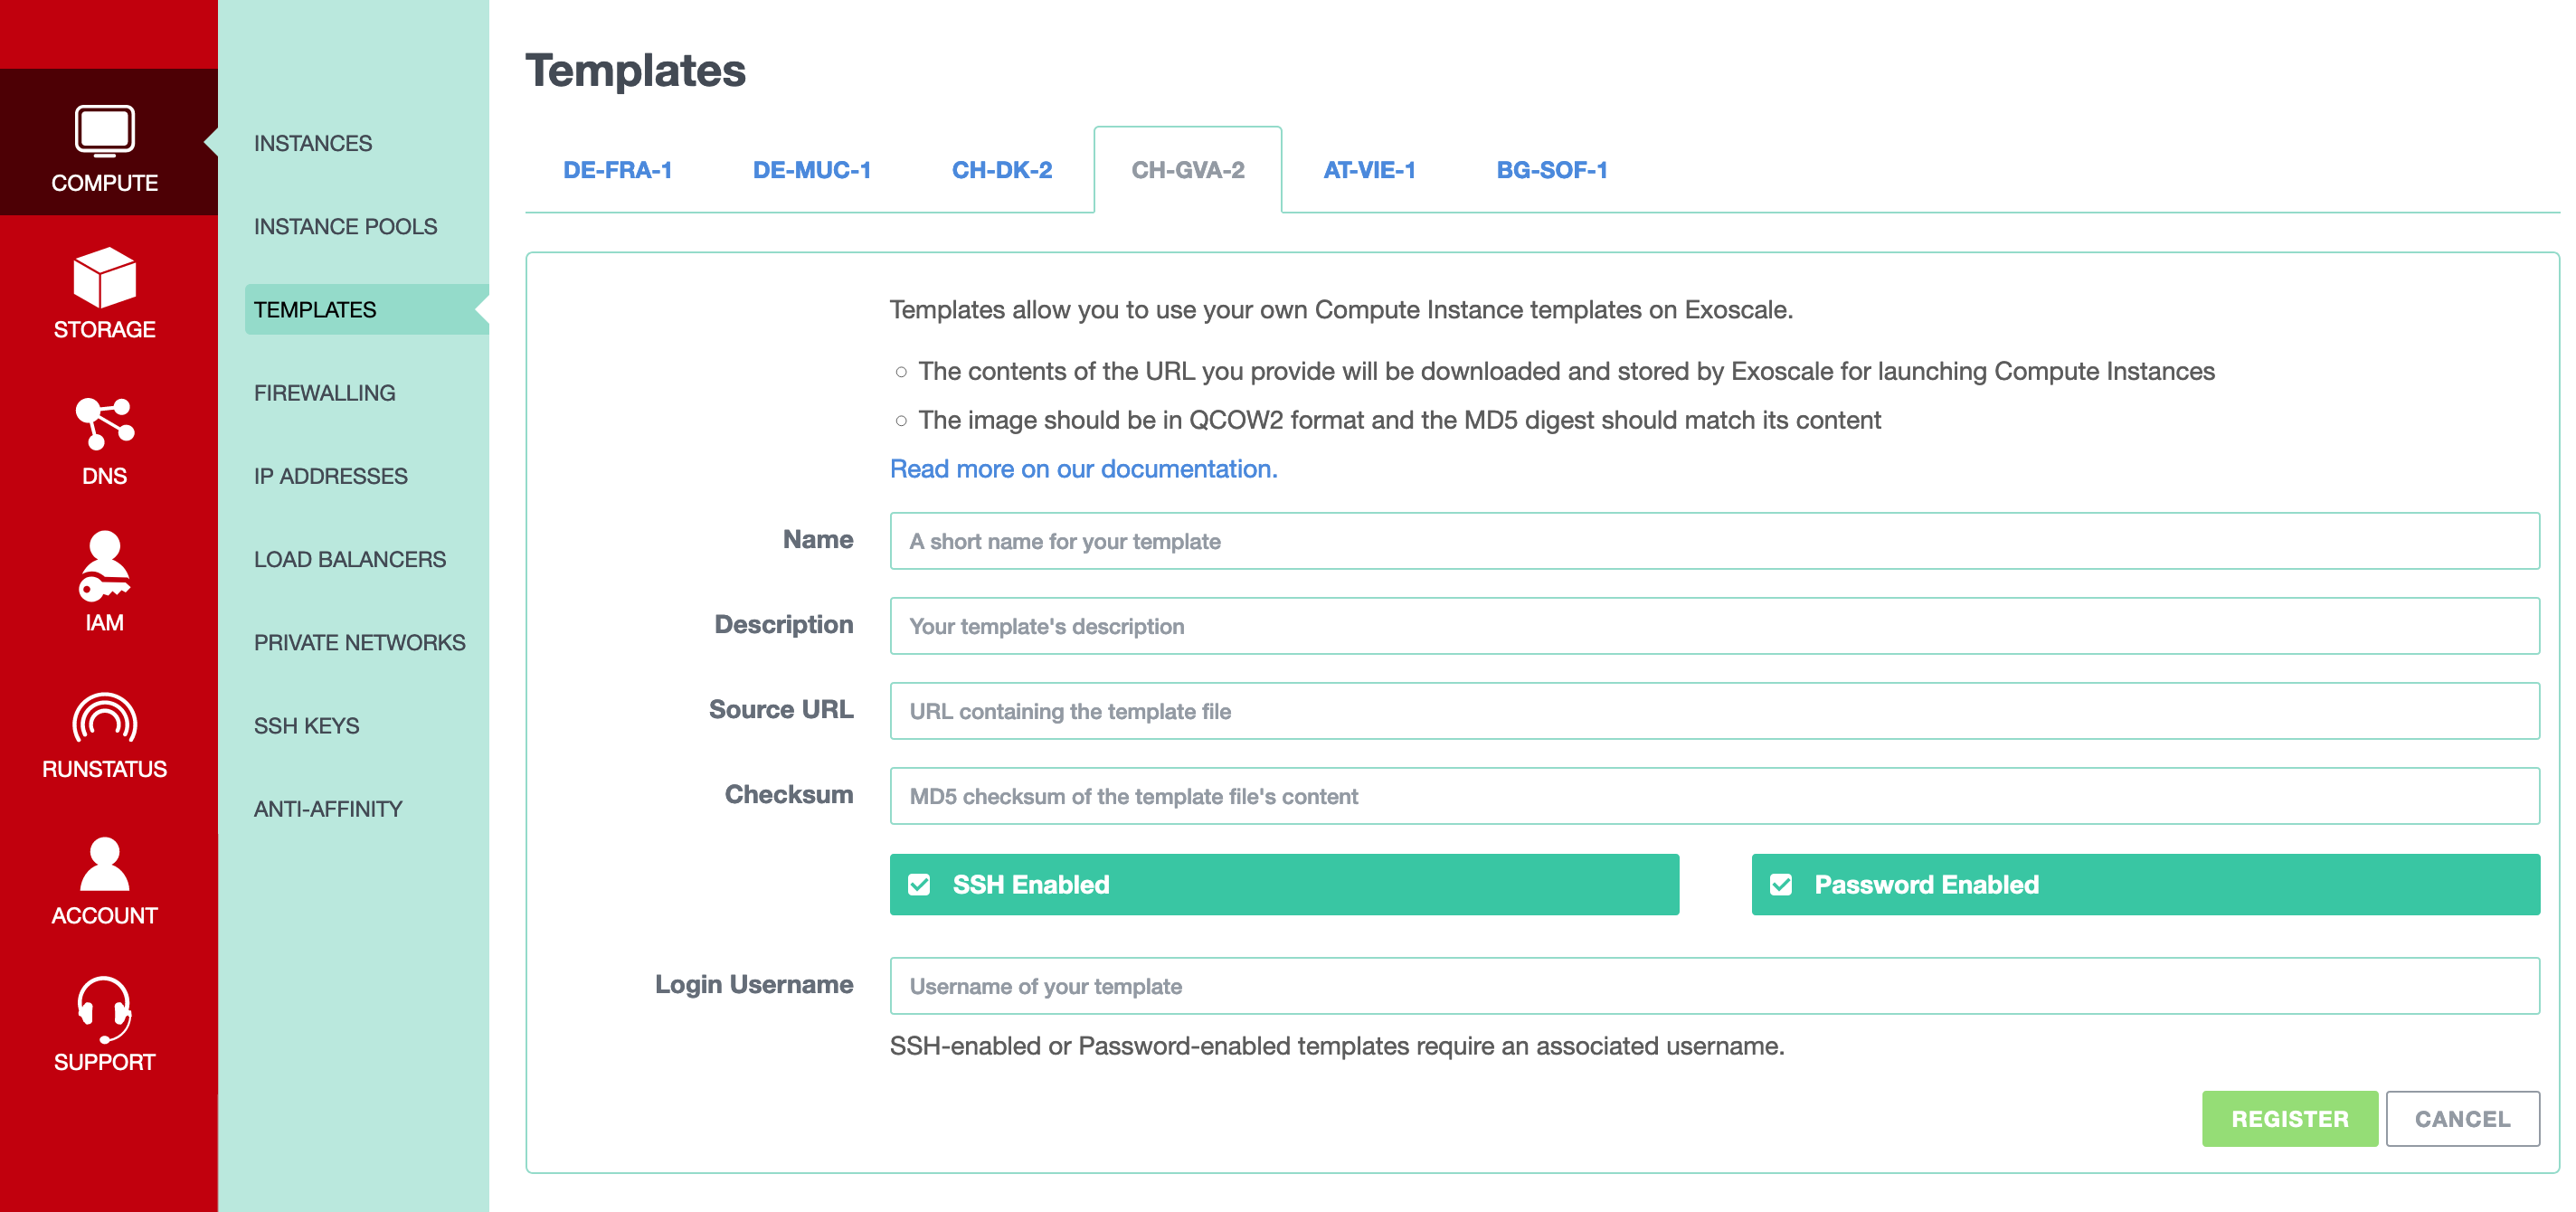 COMPUTE
STORAGE
DNS
IAM
RUNSTATUS
ACCOUNT
SUPPORT
INSTANCES
INSTANCE POOLS
TEMPLATES
FIREWALLING
IP ADDRESSES
LOAD BALANCERS
PRIVATE NETWORKS
SSH KEYS
ANTI-AFFINITY
Templates
DE-FRA-1 DE-MUC-1 CH-DK-2 CH-GVA-2 AT-VIE-1 BG-SOF-1
Templates allow you to use your own Compute Instance templates on Exoscale.
The contents of the URL you provide will be downloaded and stored by Exoscale for launching Compute Instances
The image should be in QCOW2 format and the MD5 digest should match its content
Read more on our documentation.
Name A short name for your template
Description Your template's description
Source URL URL containing the template file
Checksum MD5 checksum of the template file's content
SSH Enabled Password Enabled
Login Username Username of your template
SSH-enabled or Password-enabled templates require an associated username.
REGISTER CANCEL